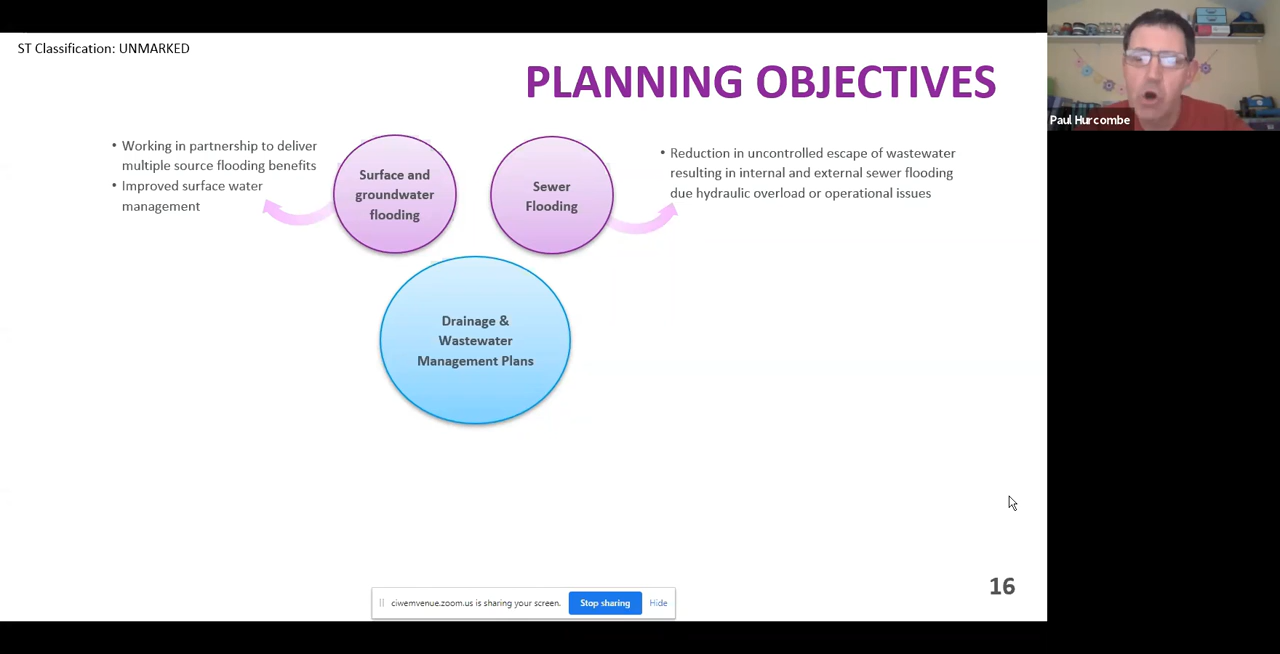 ST Classification: UNMARKED
PLANNING OBJECTIVES
Paul Hurcombe
• Working in partnership to deliver
multiple source flooding benefits
• Improved surface water
management
Surface and
groundwater
flooding
Sewer
Flooding
• Reduction in uncontrolled escape of wastewater
resulting in internal and external sewer flooding
due hydraulic overload or operational issues
Drainage &
Wastewater
Management Plans
16
ciwemvenue.zoom.us is sharing your screen.
Stop sharing
Hide